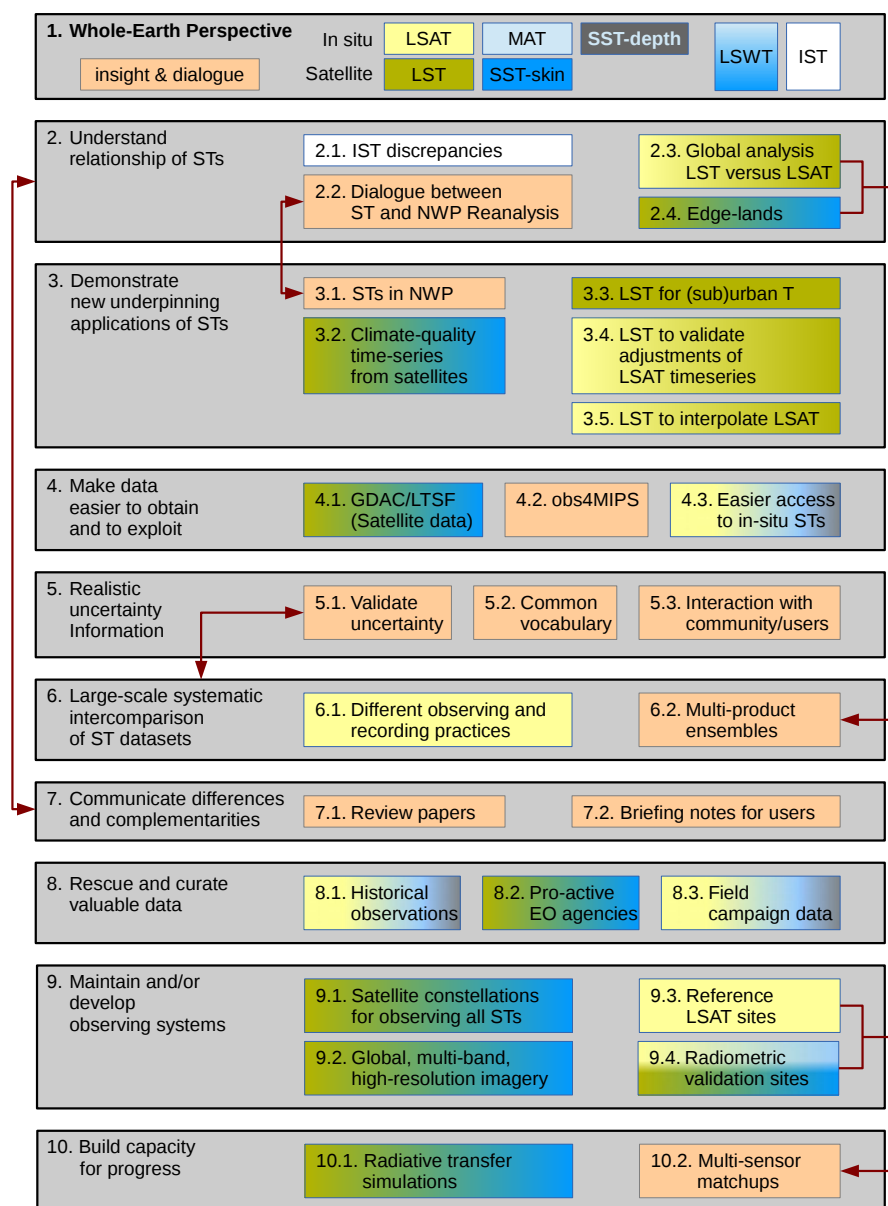 1. Whole-Earth Perspective
insight & dialogue
In situ
LSAT
MAT
SST-depth
Satellite
LST
SST-skin
LSWT
IST
2. Understand
relationship of STs
2.1. IST discrepancies
2.2. Dialogue between
ST and NWP Reanalysis
2.3. Global analysis
LST versus LSAT
2.4. Edge-lands
3. Demonstrate
new underpinning
applications of STs
3.1. STs in NWP
3.2. Climate-quality
time-series
from satellites
3.3. LST for (sub)urban T
3.4. LST to validate
adjustments of
LSAT timeseries
3.5. LST to interpolate LSAT
4. Make data
easier to obtain
and to exploit
4.1. GDAC/LTSF
(Satellite data)
4.2. obs4MIPS
4.3. Easier access
to in-situ STs
5. Realistic
uncertainty
Information
5.1. Validate
uncertainty
5.2. Common
vocabulary
5.3. Interaction with
community/users
6. Large-scale systematic
intercomparison
of ST datasets
6.1. Different observing and
recording practices
6.2. Multi-product
ensembles
7. Communicate differences
and complementarities
7.1. Review papers
7.2. Briefing notes for users
8. Rescue and curate
valuable data
8.1. Historical
observations
8.2. Pro-active
EO agencies
8.3. Field
campaign data
9. Maintain and/or
develop
observing systems
9.1. Satellite constellations
for observing all STs
9.2. Global, multi-band,
high-resolution imagery
9.3. Reference
LSAT sites
9.4. Radiometric
validation sites
10. Build capacity
for progress
10.1. Radiative transfer
simulations
10.2. Multi-sensor
matchups